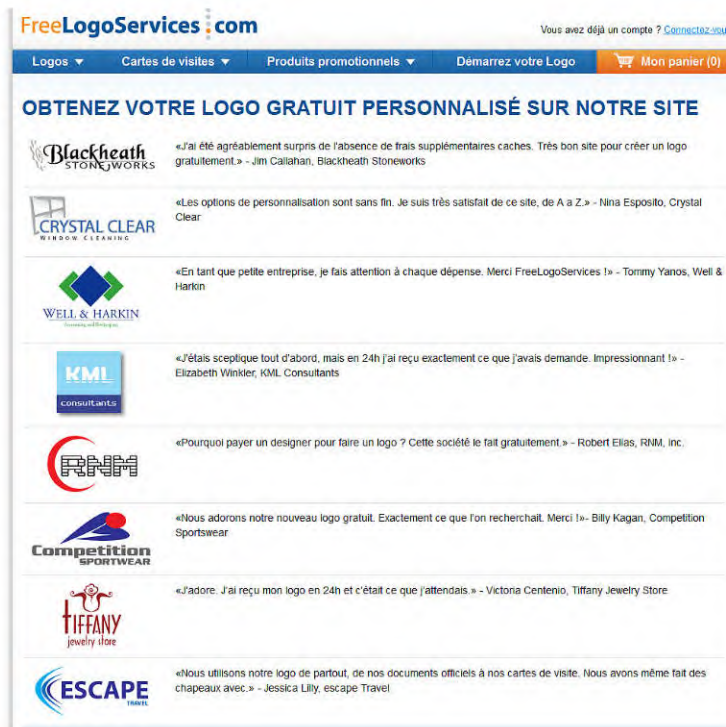 FreeLogoServices.com
Vous avez déjà un compte ? Connectez-vou
Logos ▼ Cartes de visites ▼ Produits promotionnels ▼ Démarrez votre Logo Mon panier (0)
OBTENEZ VOTRE LOGO GRATUIT PERSONNALISÉ SUR NOTRE SITE
Blackheath
STONEWORKS
«J'ai été agréablement surpris de l'absence de frais supplémentaires caches. Très bon site pour créer un logo
gratuitement.» - Jim Callahan, Blackheath Stoneworks
CRYSTAL CLEAR
WINDOW CLEANING
«Les options de personnalisation sont sans fin. Je suis très satisfait de ce site, de A a Z.» - Nina Esposito, Crystal
Clear
WELL & HARKIN
«En tant que petite entreprise, je fais attention à chaque dépense. Merci FreeLogoServices !» - Tommy Yanos, Well &
Harkin
KML
consultants
«J'étais sceptique tout d'abord, mais en 24h j'ai reçu exactement ce que j'avais demande. Impressionnant !» -
Elizabeth Winkler, KML Consultants
RNM
«Pourquoi payer un designer pour faire un logo ? Cette société le fait gratuitement.» - Robert Elias, RNM, Inc.
Competition
SPORTWEAR
«Nous adorons notre nouveau logo gratuit. Exactement ce que l'on recherchait. Merci !»- Billy Kagan, Competition
Sportswear
TIFFANY
jewelry store
«J'adore. J'ai reçu mon logo en 24h et c'était ce que j'attendais.» - Victoria Centenio, Tiffany Jewelry Store
ESCAPE
TRAVEL
«Nous utilisons notre logo de partout, de nos documents officiels à nos cartes de visite. Nous avons même fait des
chapeaux avec.» - Jessica Lilly, escape Travel